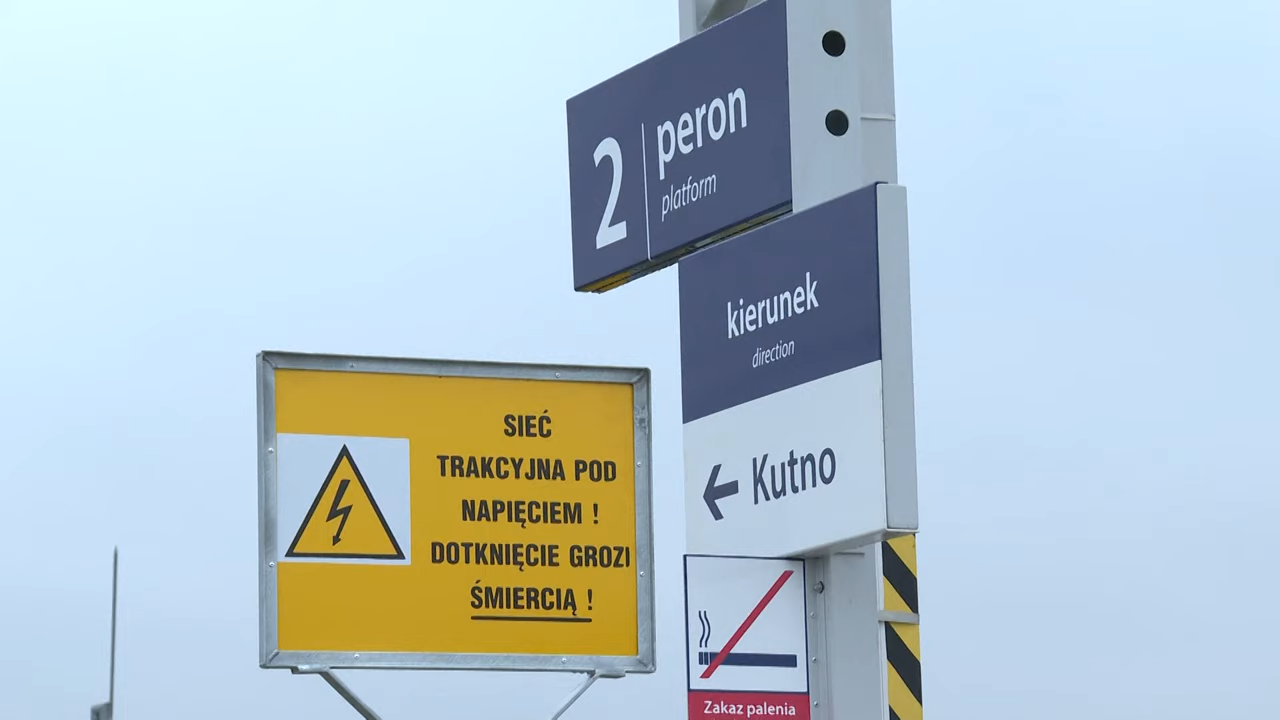 2
peron
platform
kierunek
direction
← Kutno
SIEĆ
TRAKCYJNA POD
NAPIĘCIEM !
DOTKNIĘCIE GROZI
ŚMIERCIĄ !
Zakaz palenia